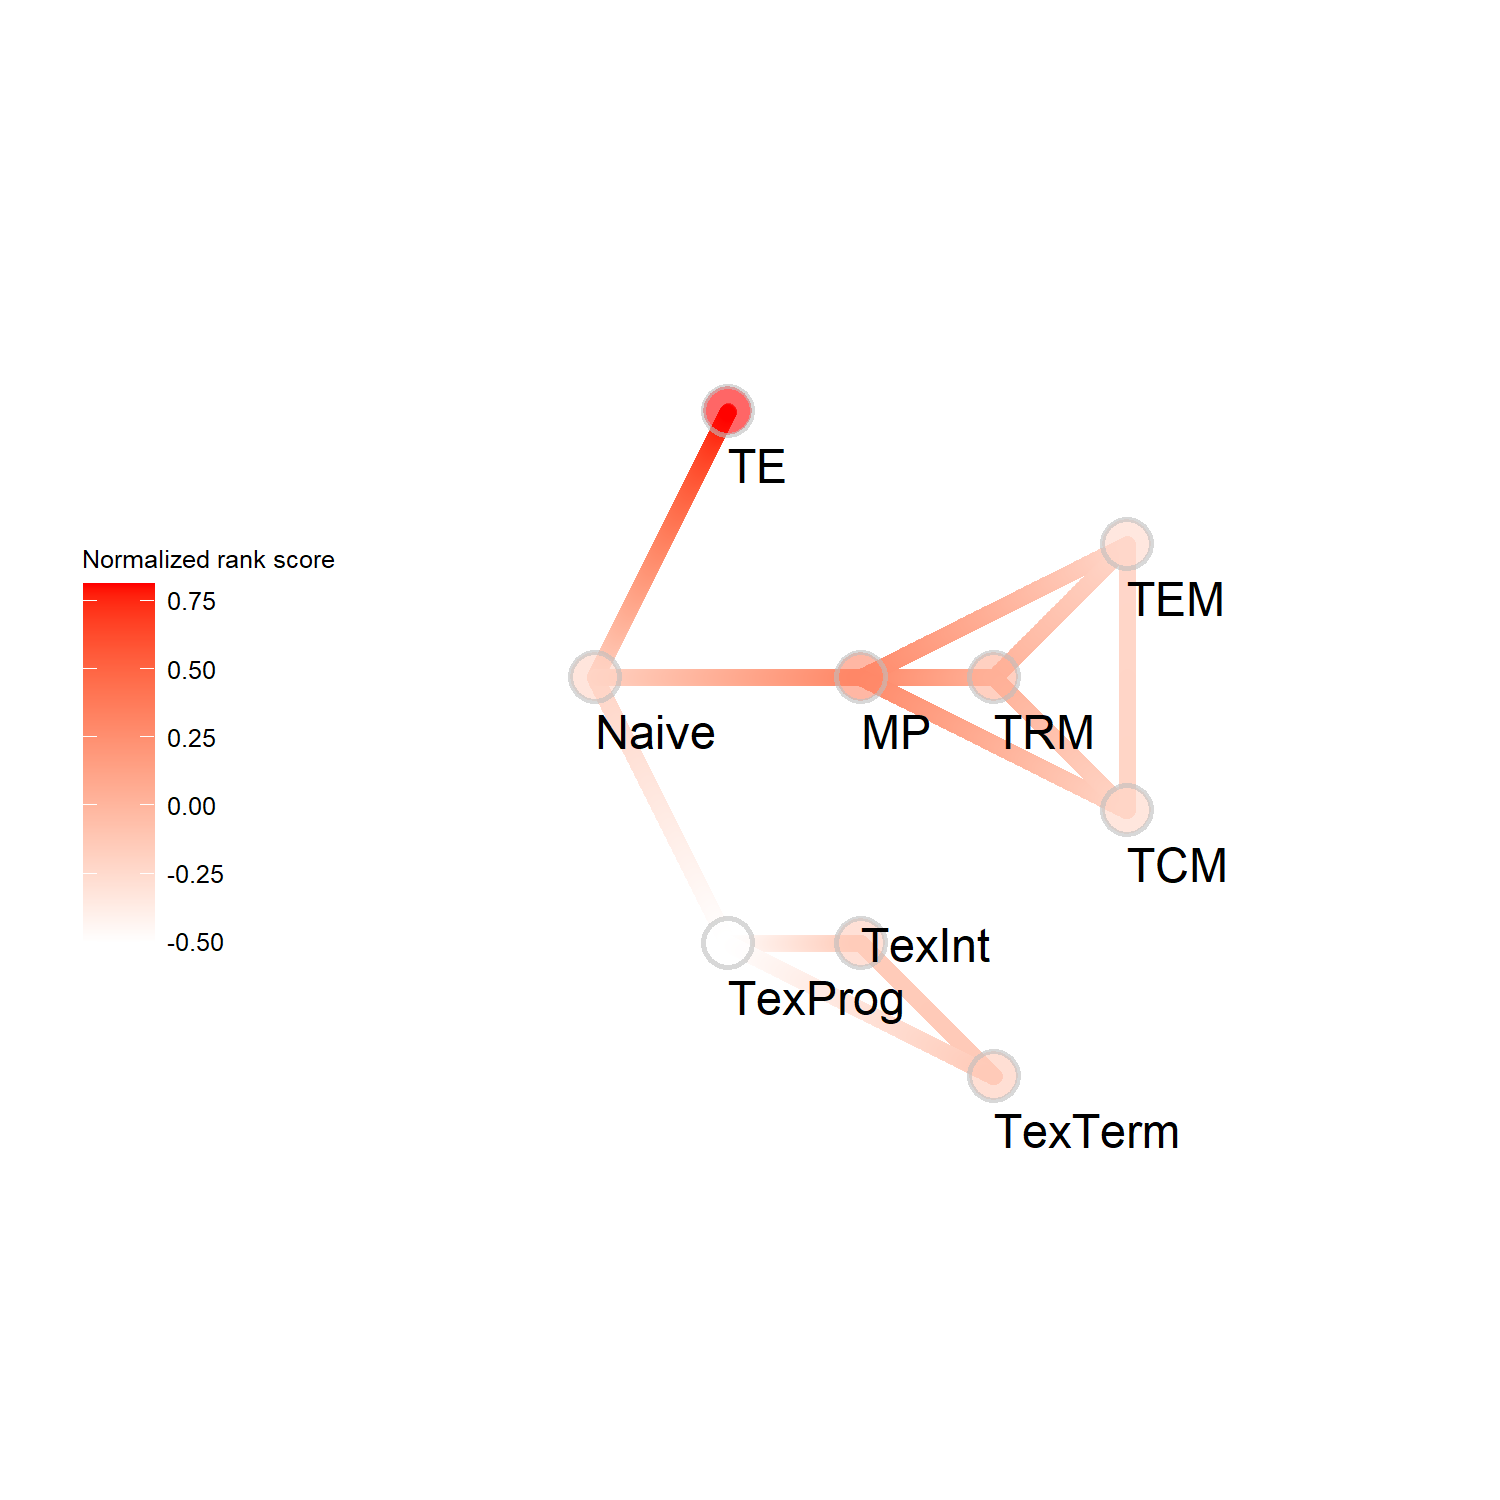 TE
Normalized rank score
0.75
0.50
0.25
0.00
-0.25
-0.50
TEM
Naive
MP
TRM
TCM
TexInt
TexProg
TexTerm